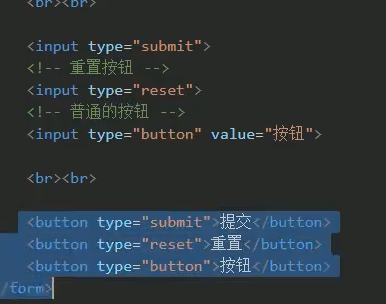 <br><br>
<input type="submit">
<!-- 重置按钮 -->
<input type="reset">
<!-- 普通的按钮 -->
<input type="button" value="按钮">
<br><br>
<button type="submit">提交</button>
<button type="reset">重置</button>
<button type="button">按钮</button>
/form>